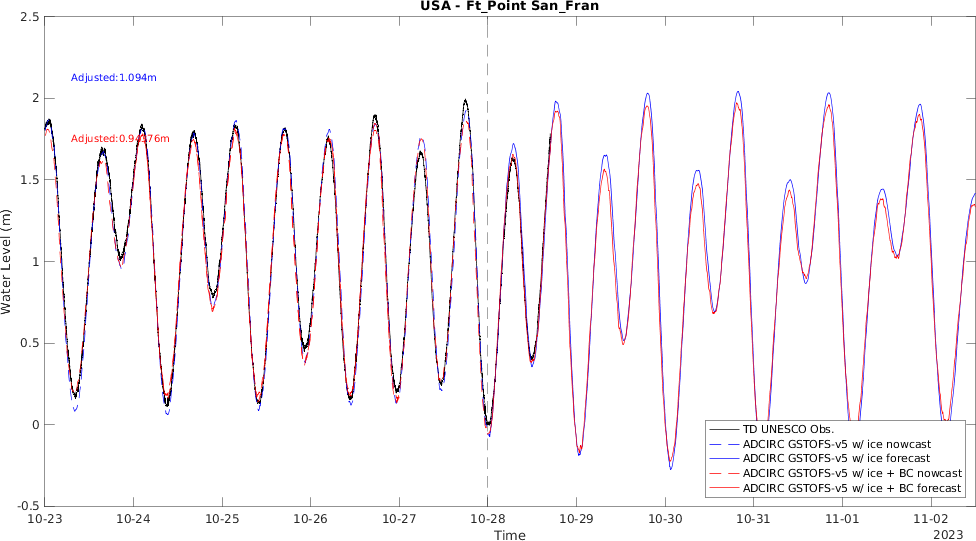 USA - Ft_Point San_Fran
2.5
2
1.5
1
0.5
0
-0.5
Water Level (m)
Adjusted:1.094m
TD UNESCO Obs.
ADCIRC GSTOFS-v5 w/ ice nowcast
ADCIRC GSTOFS-v5 w/ ice forecast
ADCIRC GSTOFS-v5 w/ ice + BC nowcast
ADCIRC GSTOFS-v5 w/ ice + BC forecast
10-23 10-24 10-25 10-26 10-27 10-28 10-29 10-30 10-31 11-01 11-02
Time
2023